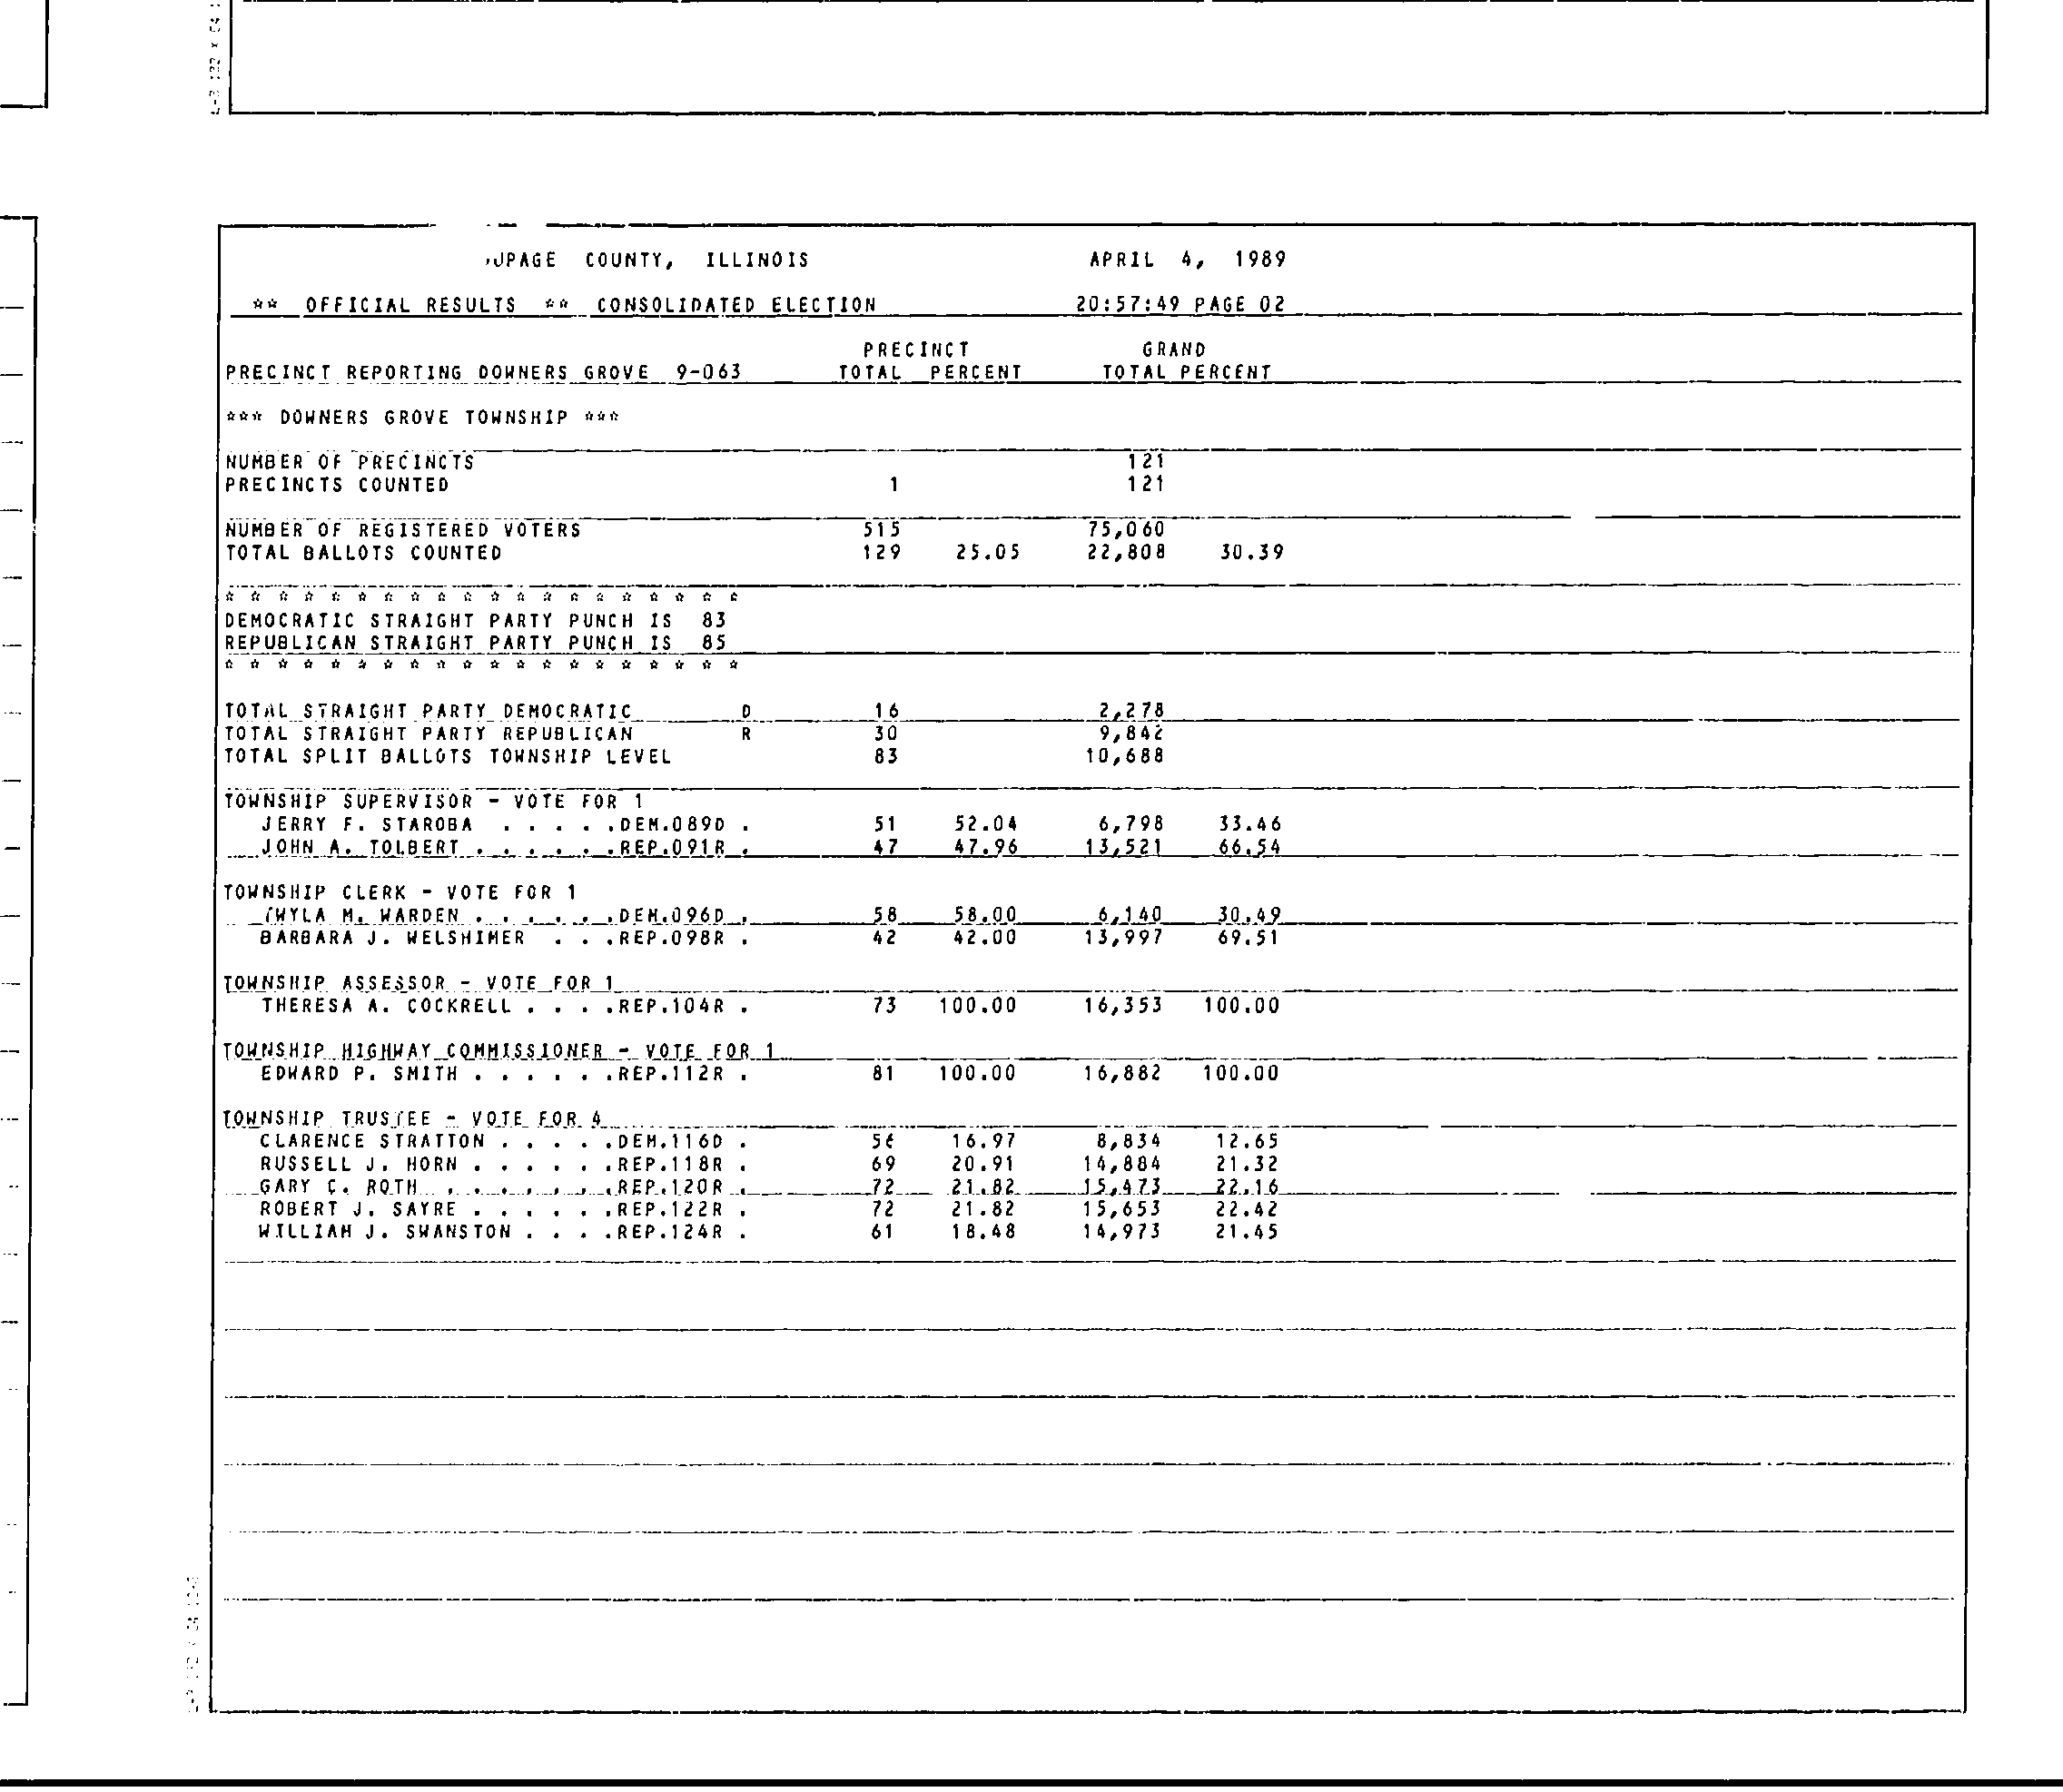 COUNTY, ILLINOIS APRIL 4, 1989
** OFFICIAL RESULTS ** CONSOLIDATED ELECTION 20:57:49 PAGE 02
PRECINCT GRAND
PRECINCT REPORTING DOWNERS GROVE 9-063 TOTAL PERCENT TOTAL PERCENT
*** DOWNERS GROVE TOWNSHIP ***
NUMBER OF PRECINCTS 121
PRECINCTS COUNTED 1 121
NUMBER OF REGISTERED VOTERS 515 75,060
TOTAL BALLOTS COUNTED 129 25.05 22,808 30.39
* * * * * * * * * * * * * * * * * * * *
DEMOCRATIC STRAIGHT PARTY PUNCH IS 83
REPUBLICAN STRAIGHT PARTY PUNCH IS 85
* * * * * * * * * * * * * * * * * * * *
TOTAL STRAIGHT PARTY DEMOCRATIC D 16 2,278
TOTAL STRAIGHT PARTY REPUBLICAN R 30 9,842
TOTAL SPLIT BALLOTS TOWNSHIP LEVEL 83 10,688
TOWNSHIP SUPERVISOR - VOTE FOR 1
JERRY F. STAROBA . . . . .DEM.089D . 51 52.04 6,798 33.46
JOHN A. TOLBERT . . . . . .REP.091R . 47 47.96 13,521 66.54
TOWNSHIP CLERK - VOTE FOR 1
TWYLA M. WARDEN . . . . . .DEM.096D . 58 58.00 6,140 30.49
BARBARA J. WELSHIMER . . .REP.098R . 42 42.00 13,997 69.51
TOWNSHIP ASSESSOR - VOTE FOR 1
THERESA A. COCKRELL . . . .REP.104R . 73 100.00 16,353 100.00
TOWNSHIP HIGHWAY COMMISSIONER - VOTE FOR 1
EDWARD P. SMITH . . . . . .REP.112R . 81 100.00 16,882 100.00
TOWNSHIP TRUSTEE - VOTE FOR 4
CLARENCE STRATTON . . . . .DEM.116D . 56 16.97 8,834 12.65
RUSSELL J. HORN . . . . . .REP.118R . 69 20.91 14,884 21.32
GARY C. ROTH . . . . . . .REP.120R . 72 21.82 15,473 22.16
ROBERT J. SAYRE . . . . . .REP.122R . 72 21.82 15,653 22.42
WILLIAM J. SWANSTON . . . .REP.124R . 61 18.48 14,973 21.45